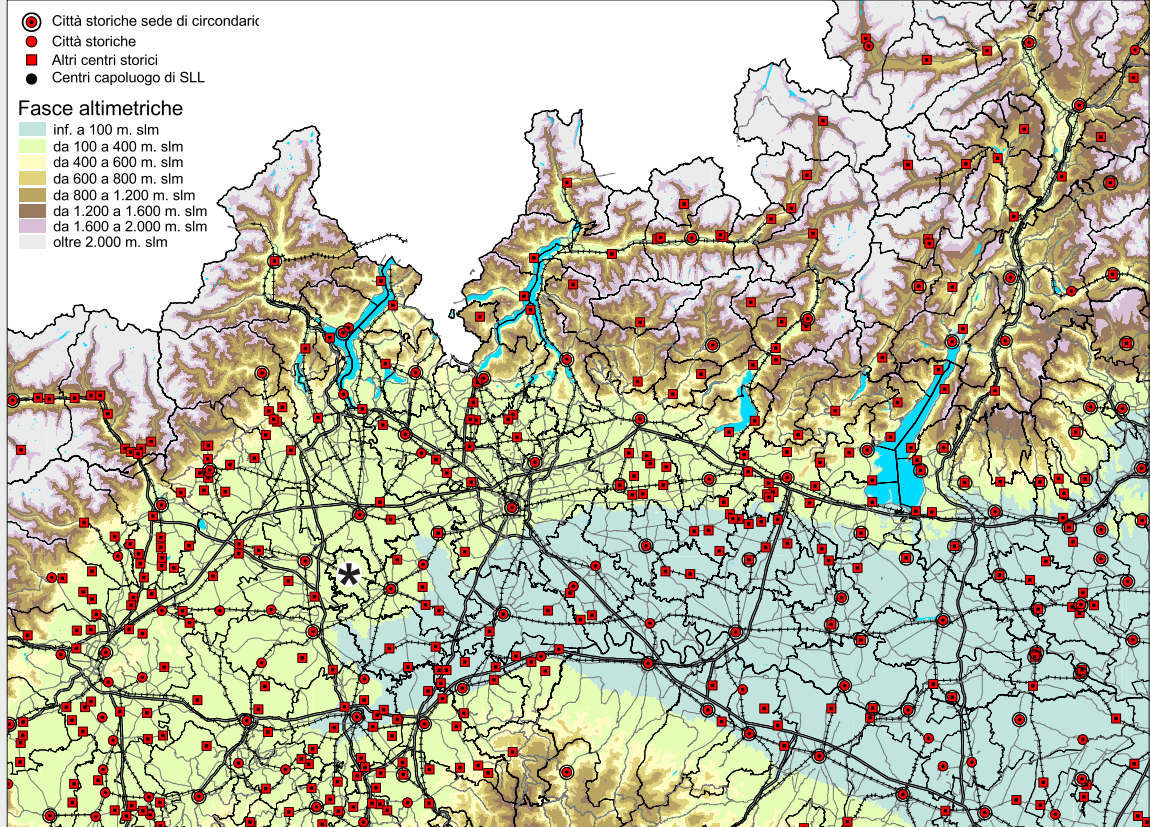 Città storiche sede di circondaric
Città storiche
Altri centri storici
Centri capoluogo di SLL
Fasce altimetriche
inf. a 100 m. slm
da 100 a 400 m. slm
da 400 a 600 m. slm
da 600 a 800 m. slm
da 800 a 1.200 m. slm
da 1.200 a 1.600 m. slm
da 1.600 a 2.000 m. slm
oltre 2.000 m. slm
*